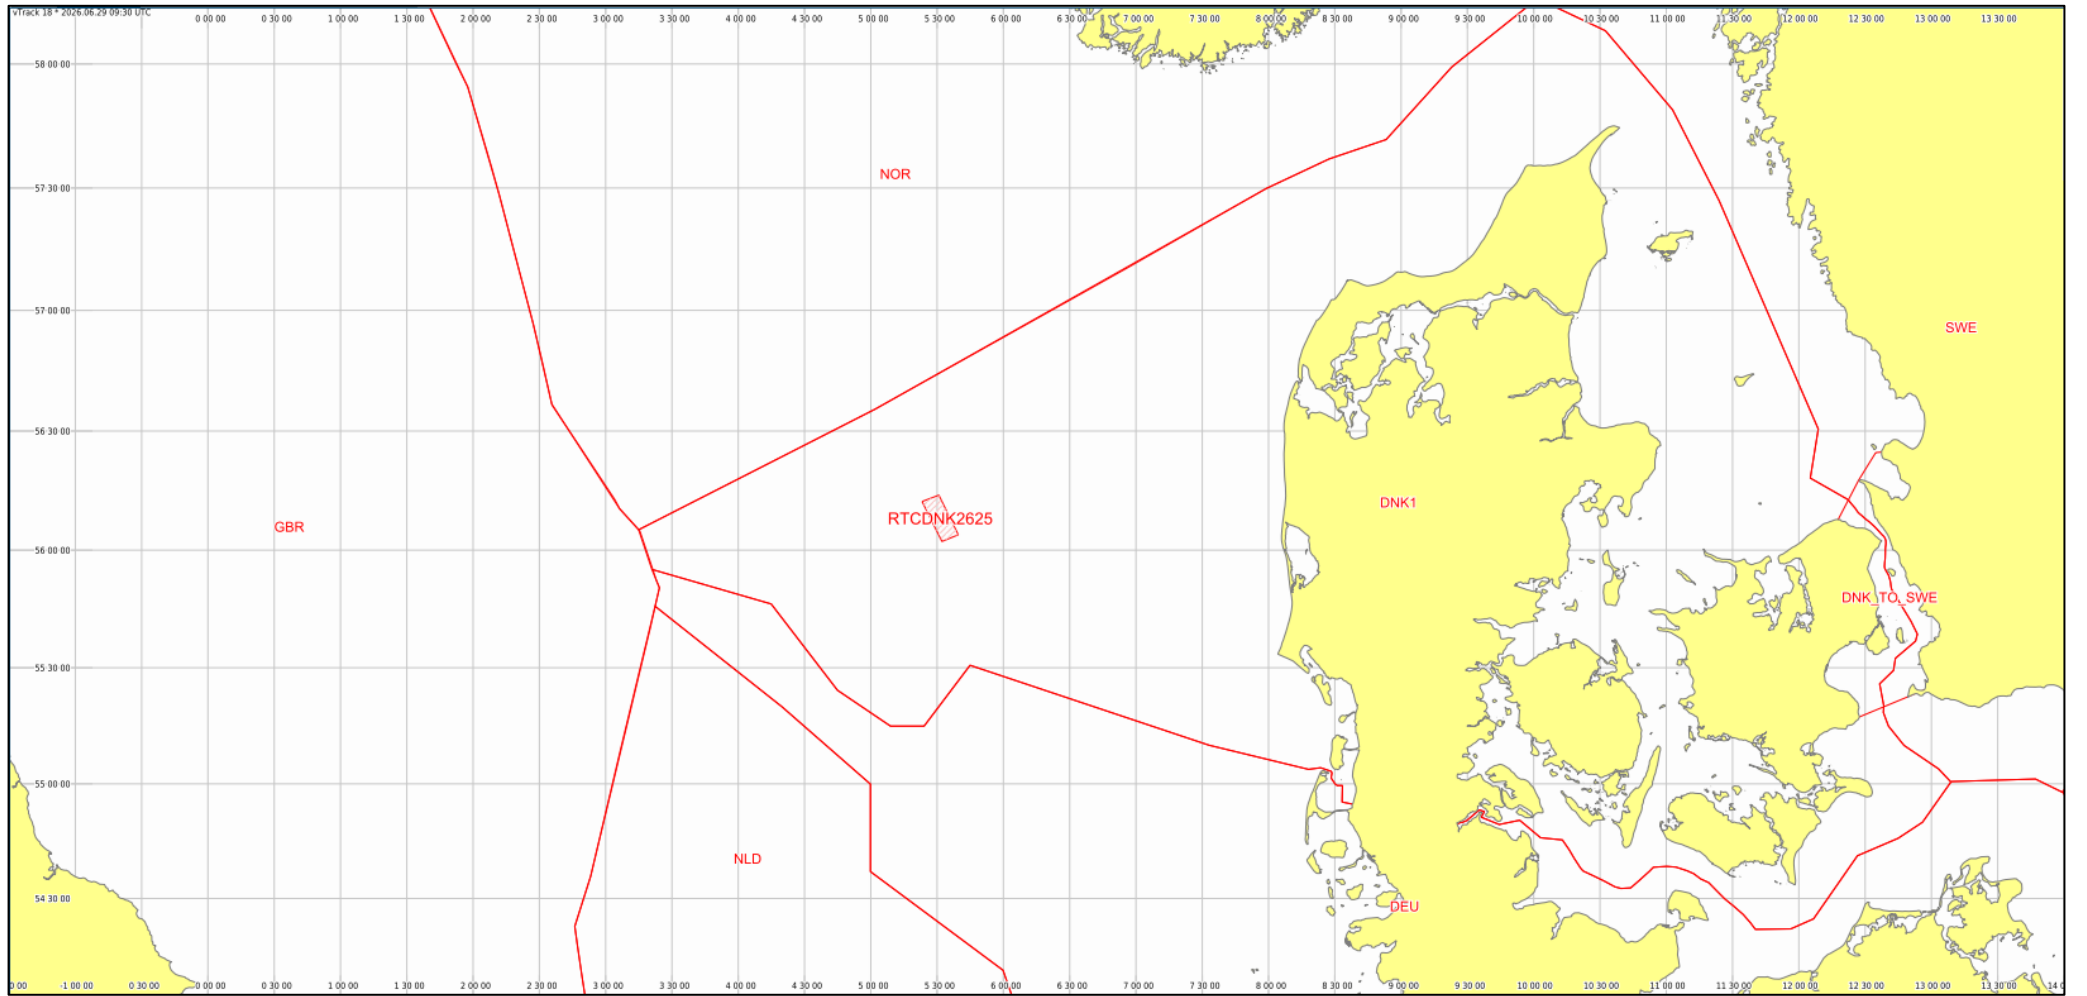 vTrack 18 * 2026.06.29 09:30 UTC
0 00 00 0 30 00 1 00 00 1 30 00 2 00 00 2 30 00 3 00 00 3 30 00 4 00 00 4 30 00 5 00 00 5 30 00 6 00 00 6 30 00 7 00 00 7 30 00 8 00 00 8 30 00 9 00 00 9 30 00 10 00 00 10 30 00 11 00 00 11 30 00 12 00 00 12 30 00 13 00 00 13 30 00
58 00 00
NOR
57 30 00
57 00 00
SWE
56 30 00
DNK1
RTCDNK2625
GBR
56 00 00
DNK_TO_SWE
55 30 00
55 00 00
NLD
54 30 00
DEU
0 00 -1 00 00 0 30 00 0 00 00 0 30 00 1 00 00 1 30 00 2 00 00 2 30 00 3 00 00 3 30 00 4 00 00 4 30 00 5 00 00 5 30 00 6 00 00 6 30 00 7 00 00 7 30 00 8 00 00 8 30 00 9 00 00 9 30 00 10 00 00 10 30 00 11 00 00 11 30 00 12 00 00 12 30 00 13 00 00 13 30 00 14 0